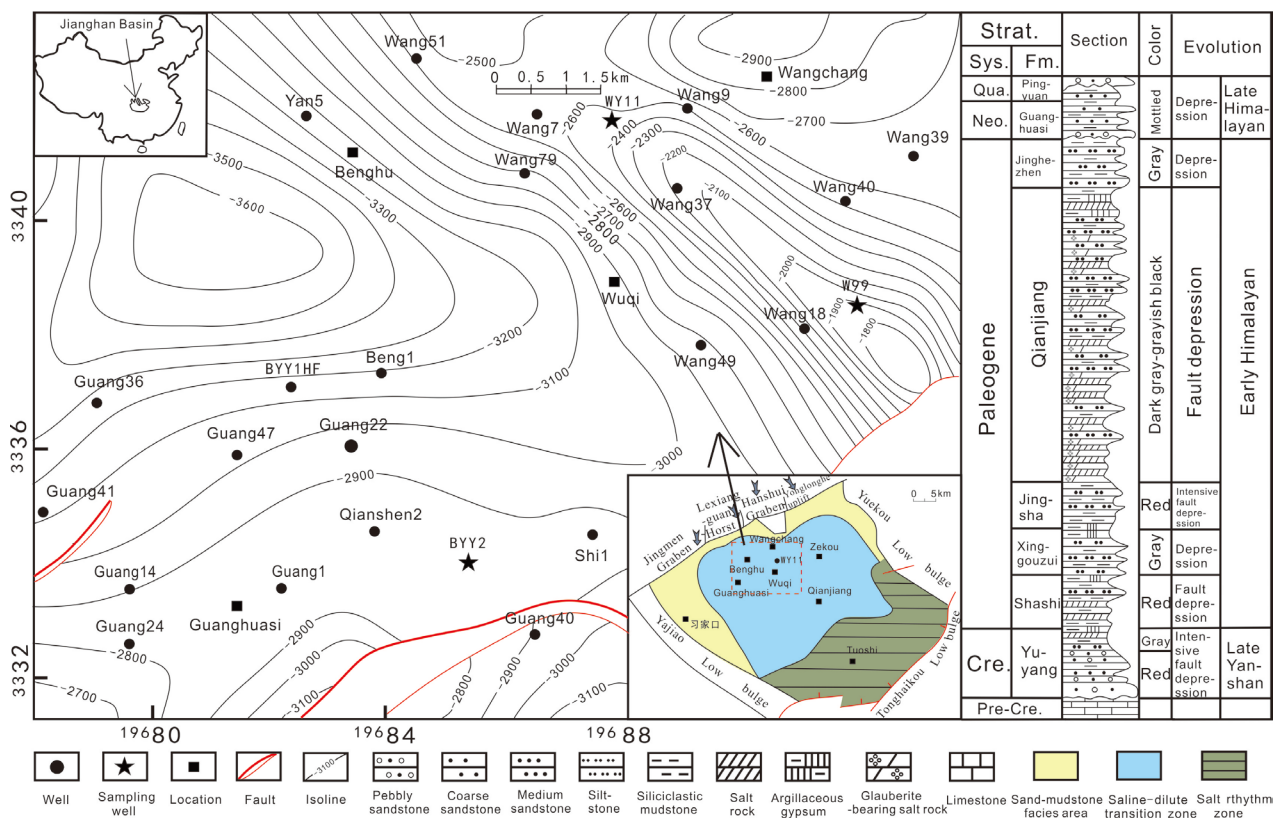 Jianghan Basin
Wang51
-2500
-2900
Wangchang
-2800
0 0.5 1 1.5km
Yan5
WY11
Wang9
-2700
Wang7
-2600
-2400
-2300
-2600
Wang39
Benghu
Wang79
-2200
-3500
-3300
-2600
-2700
-2800
-2900
Wang37
-2100
Wang40
-3600
-2000
Wuqi
W99
-1900
-1800
Wang18
-3200
Wang49
Beng1
-3100
BYY1HF
Guang36
Guang47
Guang22
-3000
-2900
Guang41
Qianshen2
Shi1
BYY2
Guang14
Guang1
Guanghuasi
Guang40
Guang24
-2900
-2800
-3000
-2700
-3100
-2800
-2900
-3100
3340
3336
3332
19680
19684
19688
0 5km
Lexiang
-guang
Horst
Hanshui
Graben
Yonglonghe
uplift
Yuekou
Low
bulge
Jingmen
Graben
Wangchang
Zekou
Benghu
WY11
Wuqi
Guanghuasi
Qianjiang
习家口
Tuoshi
Yajiao
Low
bulge
Tonghaikou
Low bulge
Strat.
Section
Color
Evolution
Sys.
Fm.
Qua.
Ping-
yuan
Mottled
Depre-
ssion
Late
Hima-
layan
Neo.
Guang-
huasi
Jinghe-
zhen
Gray
Depre-
ssion
Paleogene
Qianjiang
Dark gray-grayish black
Fault depression
Early Himalayan
Jing-
sha
Red
Intensive
fault
depre-
ssion
Xing-
gouzui
Gray
Depre-
ssion
Shashi
Red
Fault
depre-
ssion
Cre.
Yu-
yang
Gray
Red
Inten-
sive
fault
depre-
ssion
Late
Yan-
shan
Pre-Cre.
-3100
Well
Sampling
well
Location
Fault
Isoline
Pebbly
sandstone
Coarse
sandstone
Medium
sandstone
Silt-
stone
Siliciclastic
mudstone
Salt
rock
Argillaceous
gypsum
Glauberite
-bearing salt rock
Limestone
Sand-mudstone
facies area
Saline-dilute
transition zone
Salt rhythm
zone